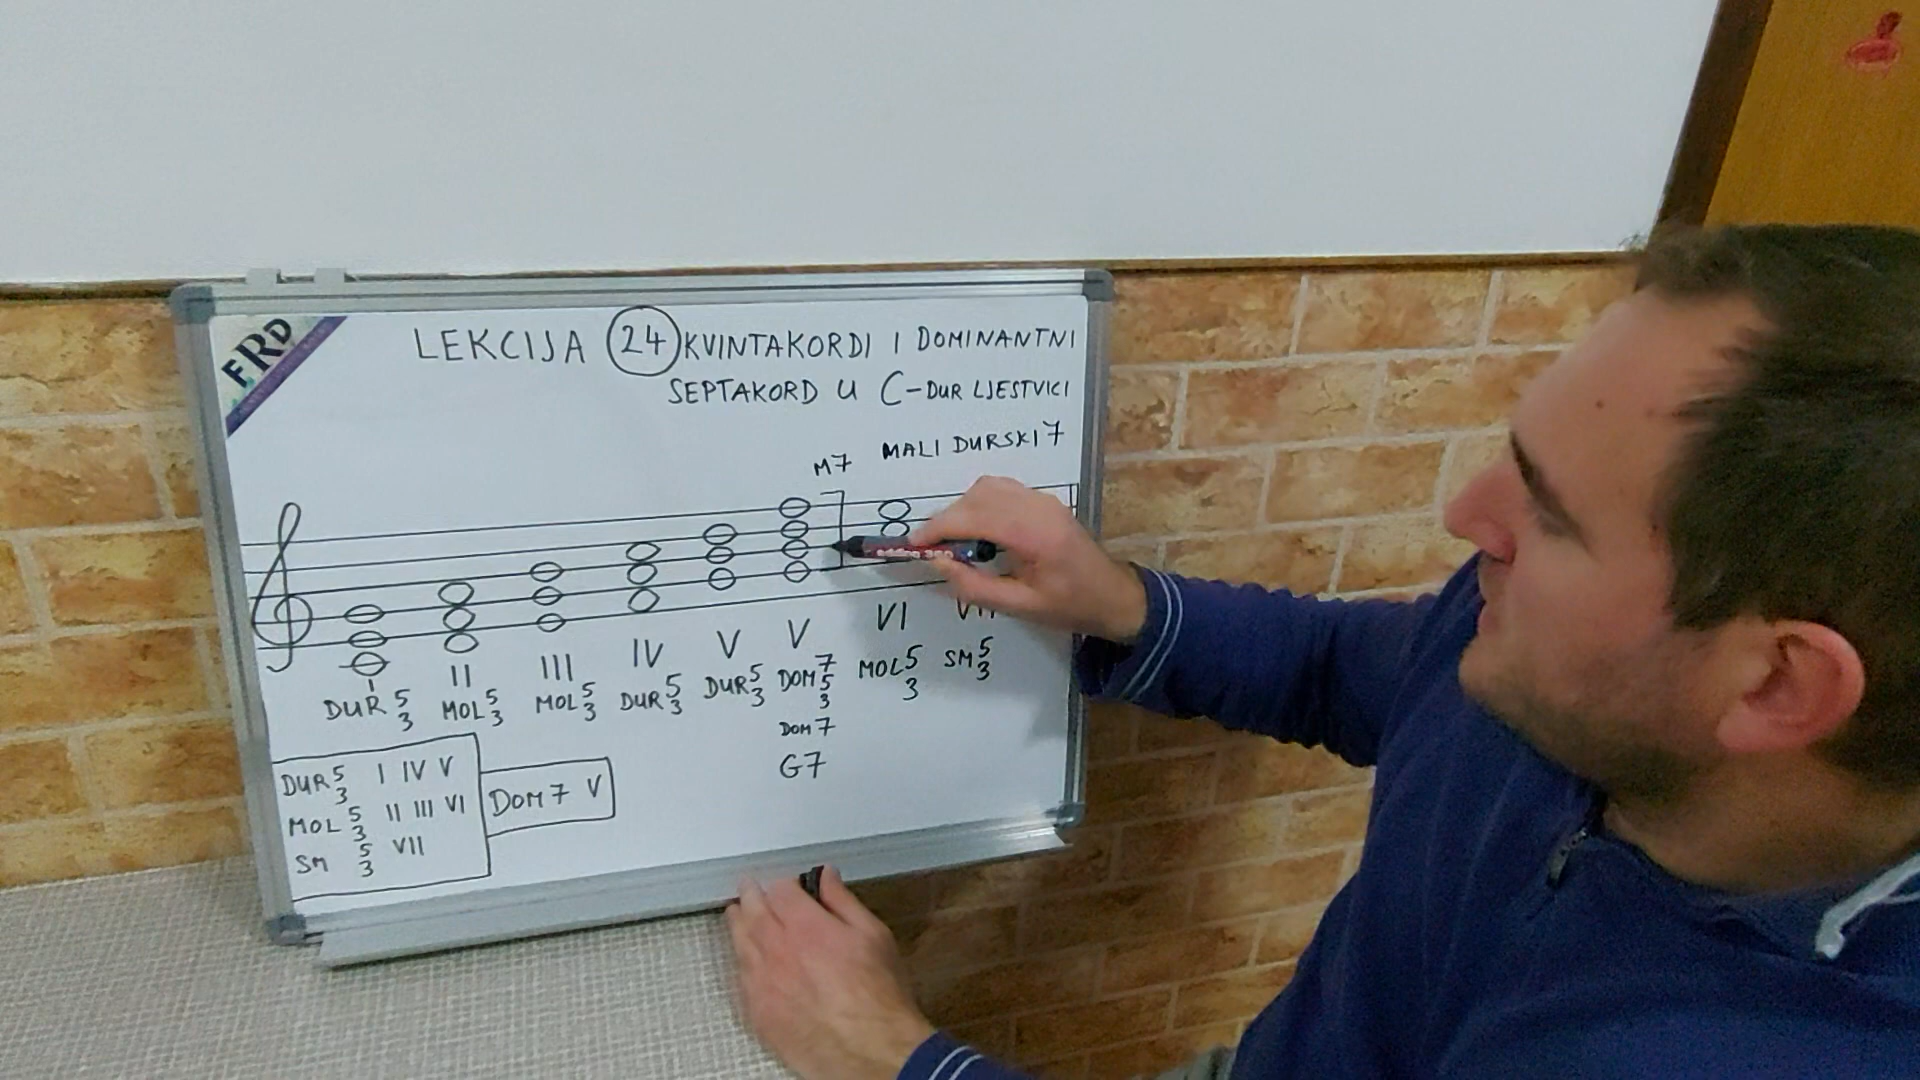 FRD
LEKCIJA 24 KVINTAKORDI I DOMINANTNI
SEPTAKORD U C-DUR LJESTVICI
M7 MALI DURSKI 7
I II III IV V V VI
DUR 5 3 MOL 5 3 MOL 5 3 DUR 5 3 DUR 5 3 DOM 7 5 3 MOL 5 3 SM 5 3
DOM 7
G7
DUR 5 3 I IV V
MOL 5 3 II III VI
SM 5 3 VII
DOM 7 V
edding 360